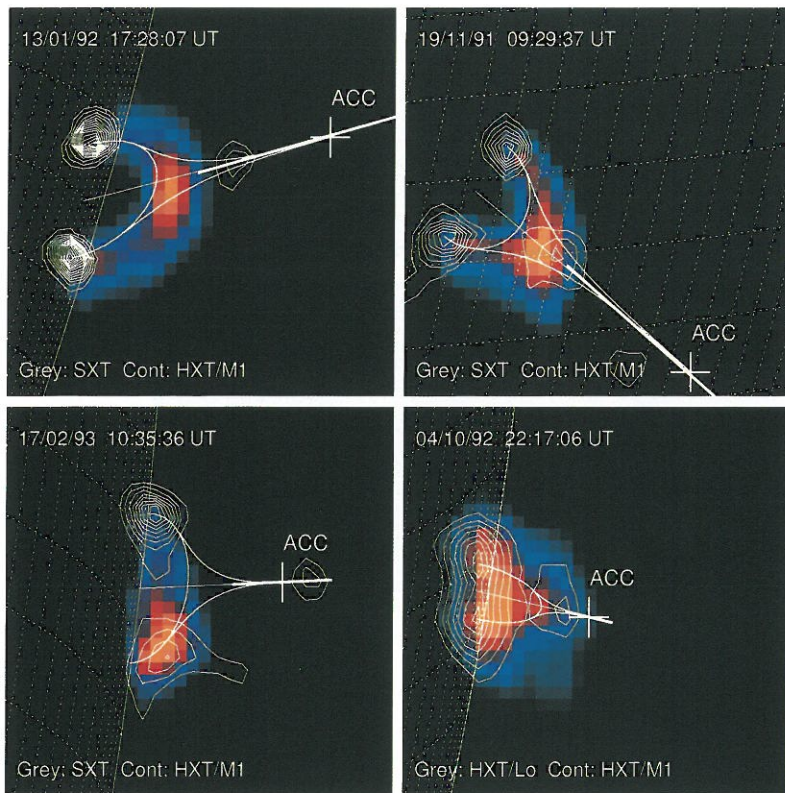 13/01/92 17:28:07 UT
ACC
Grey: SXT Cont: HXT/M1
19/11/91 09:29:37 UT
ACC
Grey: SXT Cont: HXT/M1
17/02/93 10:35:36 UT
ACC
Grey: SXT Cont: HXT/M1
04/10/92 22:17:06 UT
ACC
Grey: HXT/Lo Cont: HXT/M1